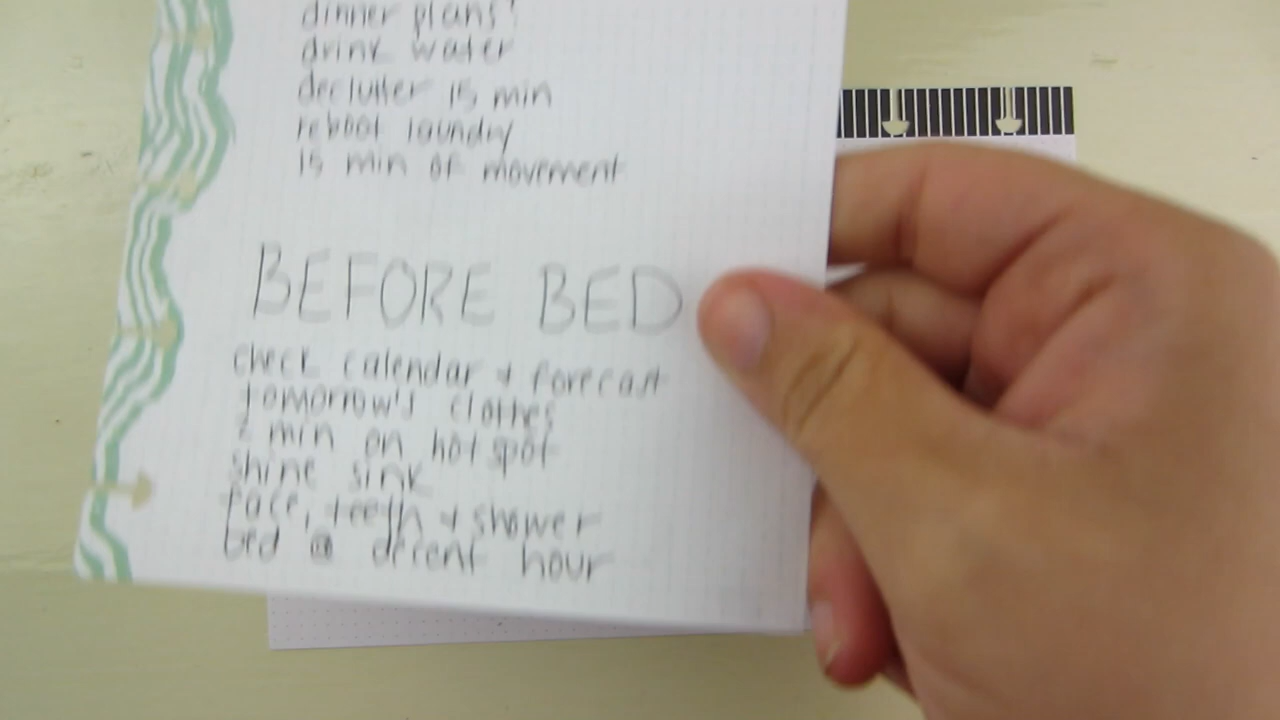 dinner plans?
drink water
declutter 15 min
reboot laundry
15 min of movement
BEFORE BED
check calendar + forecast
tomorrow's clothes
2 min on hot spot
shine sink
face, teeth + shower
bed @ decent hour